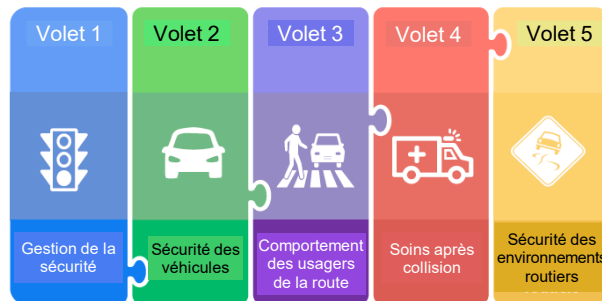 Volet 1
Gestion de la
sécurité
Volet 2
Sécurité des
véhicules
Volet 3
Comportement
des usagers
de la route
Volet 4
Soins après
collision
Volet 5
Sécurité des
environnements
routiers